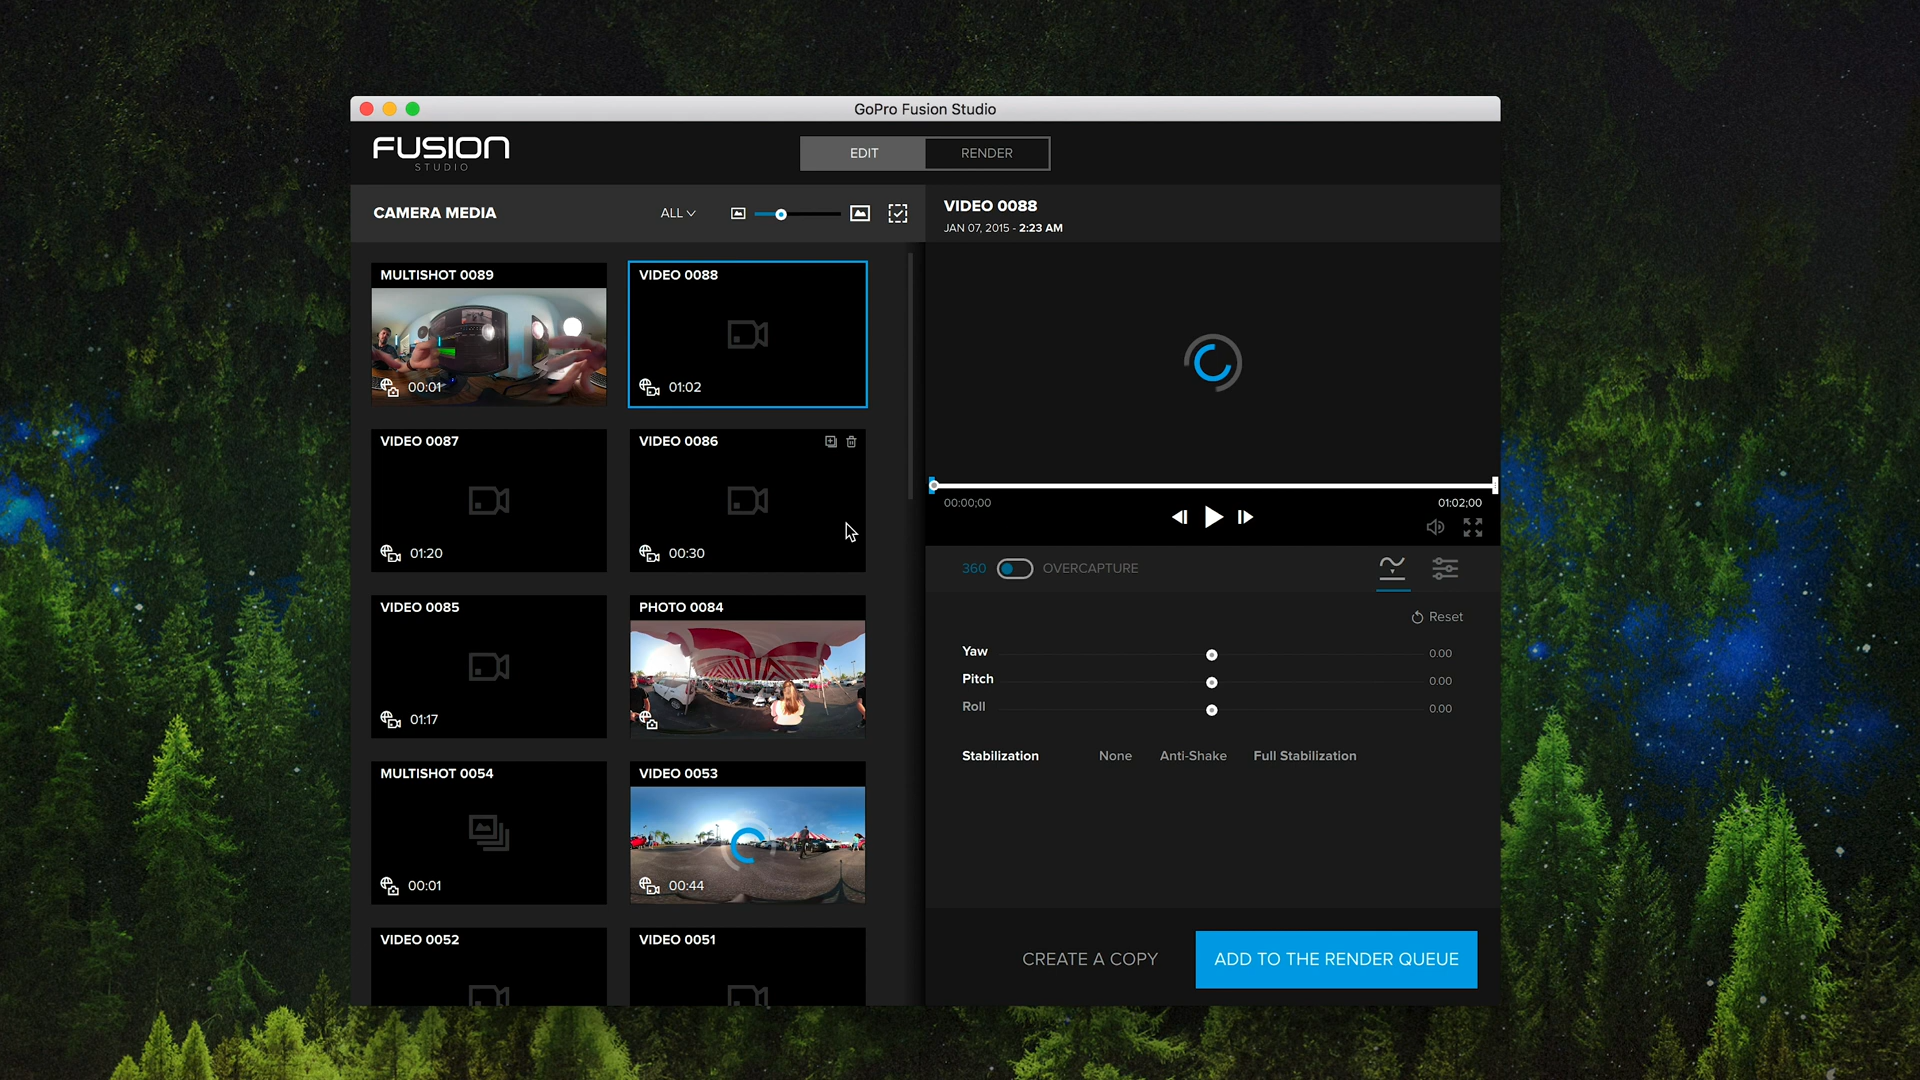 GoPro Fusion Studio
FUSION
STUDIO
EDIT
RENDER
CAMERA MEDIA
ALL
VIDEO 0088
JAN 07, 2015 - 2:23 AM
MULTISHOT 0089
00:01
VIDEO 0088
01:02
VIDEO 0087
01:20
VIDEO 0086
00:30
VIDEO 0085
01:17
PHOTO 0084
MULTISHOT 0054
00:01
VIDEO 0053
00:44
VIDEO 0052
VIDEO 0051
00:00;00
01:02;00
360
OVERCAPTURE
Reset
Yaw
0.00
Pitch
0.00
Roll
0.00
Stabilization
None
Anti-Shake
Full Stabilization
CREATE A COPY
ADD TO THE RENDER QUEUE